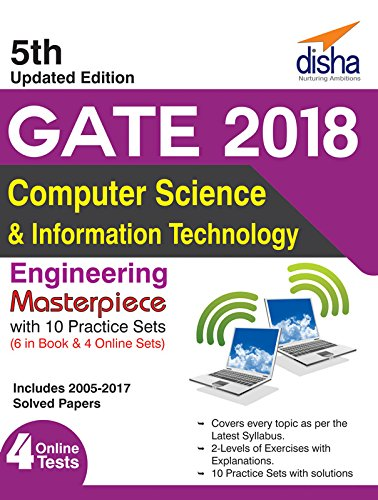 5th
Updated Edition
disha
Nurturing Ambitions
GATE 2018
Computer Science
& Information Technology
Engineering
Masterpiece
with 10 Practice Sets
(6 in Book & 4 Online Sets)
Includes 2005-2017
Solved Papers
4 Online
Tests
Covers every topic as per the
Latest Syllabus.
2-Levels of Exercises with
Explanations.
10 Practice Sets with solutions